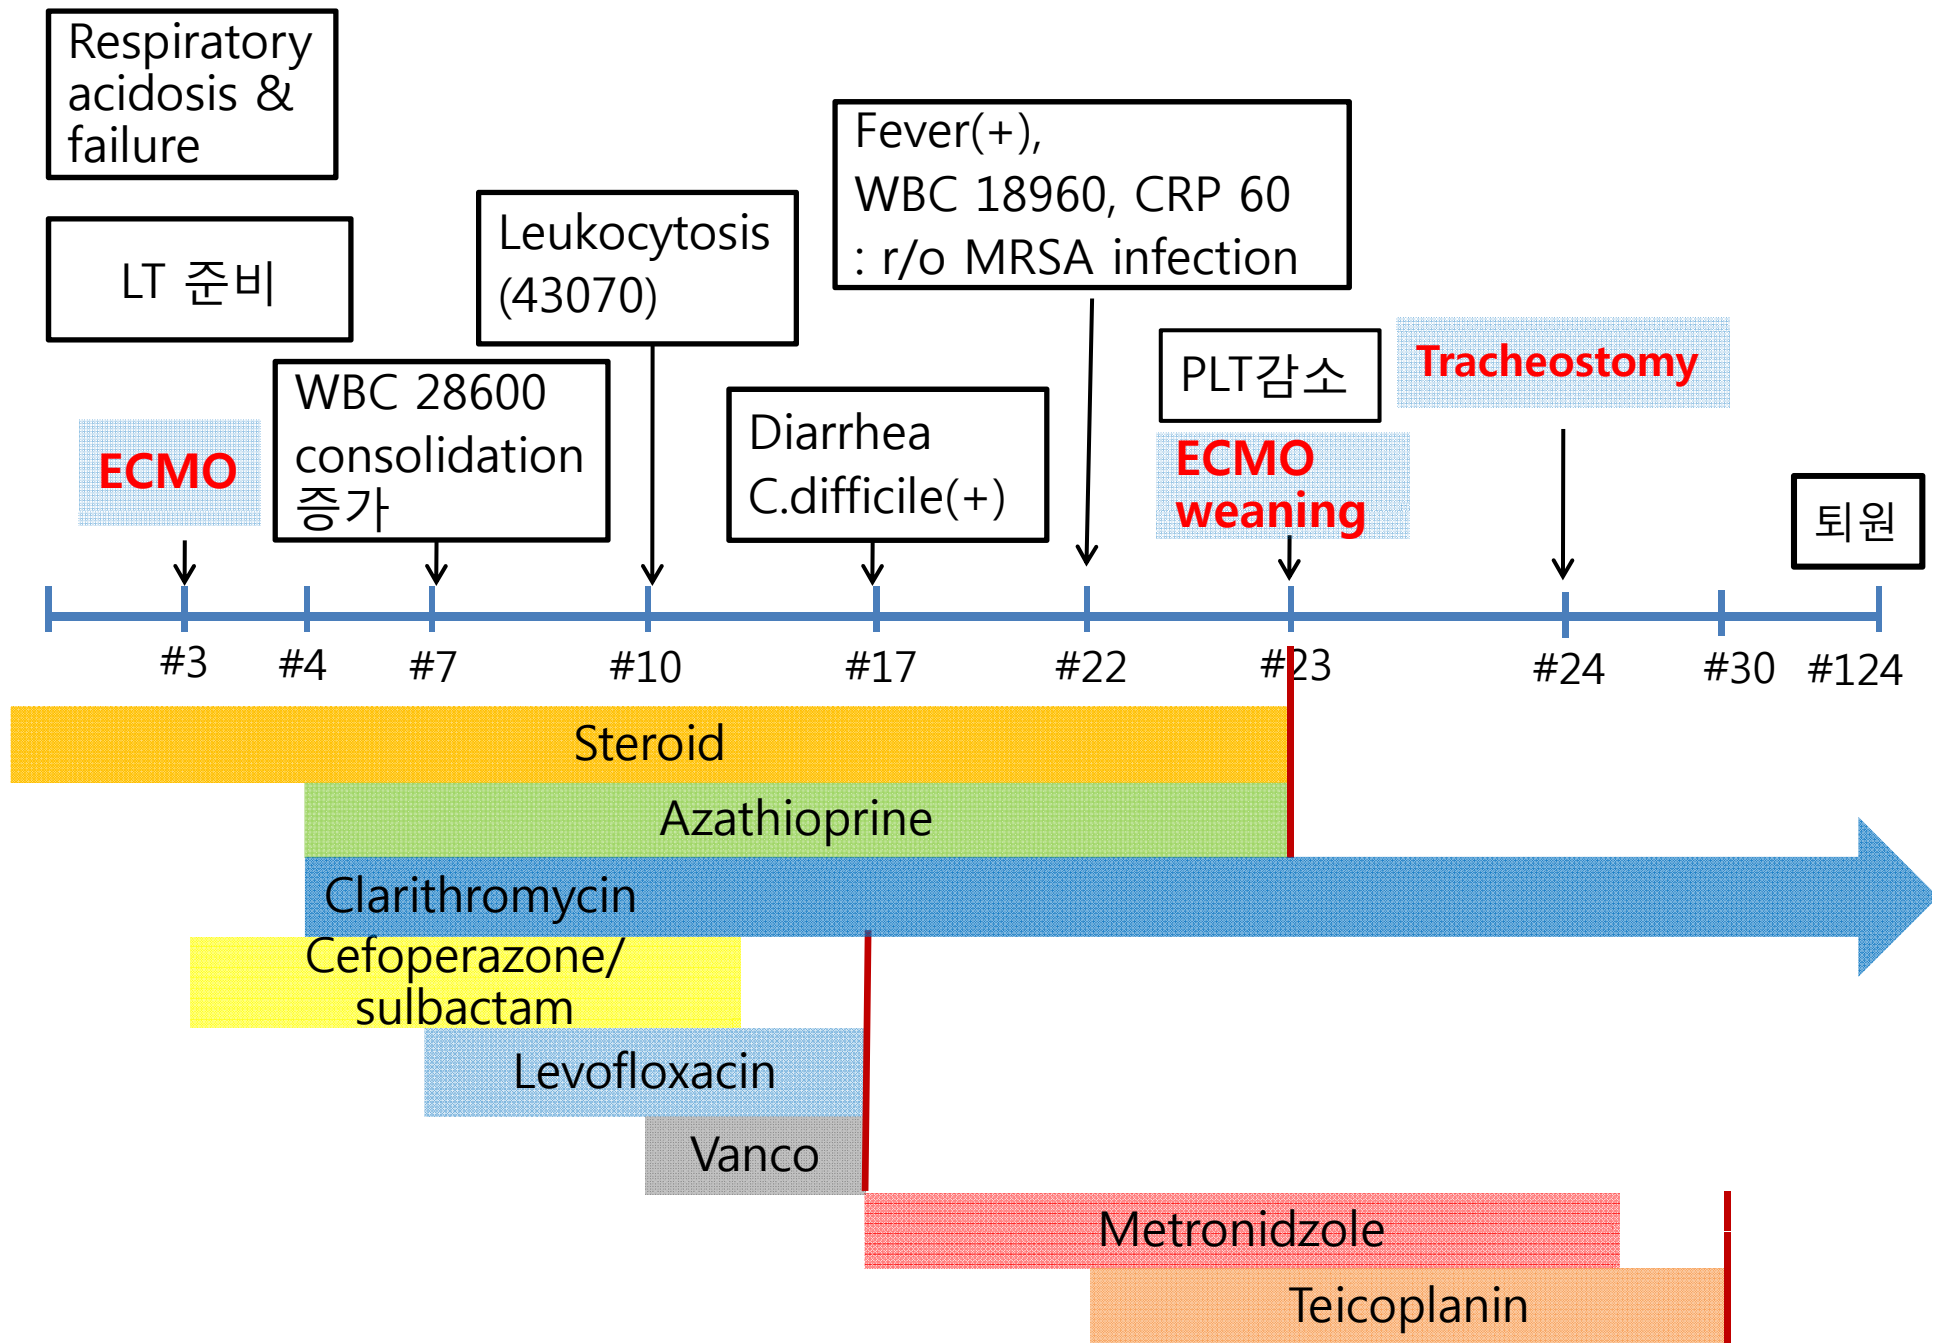 Respiratory
acidosis &
failure
LT 준비
ECMO
WBC 28600
consolidation
증가
Leukocytosis
(43070)
Diarrhea
C.difficile(+)
Fever(+),
WBC 18960, CRP 60
: r/o MRSA infection
PLT감소
ECMO
weaning
Tracheostomy
퇴원
#3 #4 #7 #10 #17 #22 #23 #24 #30 #124
Steroid
Azathioprine
Clarithromycin
Cefoperazone/
sulbactam
Levofloxacin
Vanco
Metronidzole
Teicoplanin